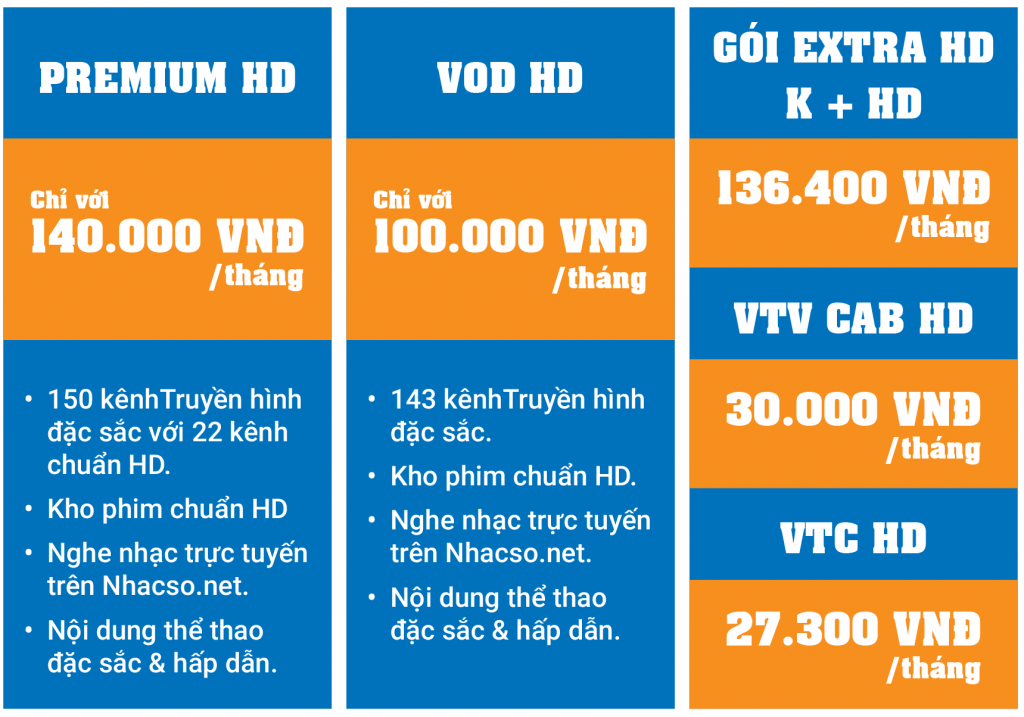 PREMIUM HD
Chỉ với
140.000 VNĐ
/tháng
• 150 kênhTruyền hình
đặc sắc với 22 kênh
chuẩn HD.
• Kho phim chuẩn HD
• Nghe nhạc trực tuyến
trên Nhacso.net.
• Nội dung thể thao
đặc sắc & hấp dẫn.
VOD HD
Chỉ với
100.000 VNĐ
/tháng
• 143 kênhTruyền hình
đặc sắc.
• Kho phim chuẩn HD.
• Nghe nhạc trực tuyến
trên Nhacso.net.
• Nội dung thể thao
đặc sắc & hấp dẫn.
GÓI EXTRA HD
K + HD
136.400 VNĐ
/tháng
VTV CAB HD
30.000 VNĐ
/tháng
VTC HD
27.300 VNĐ
/tháng